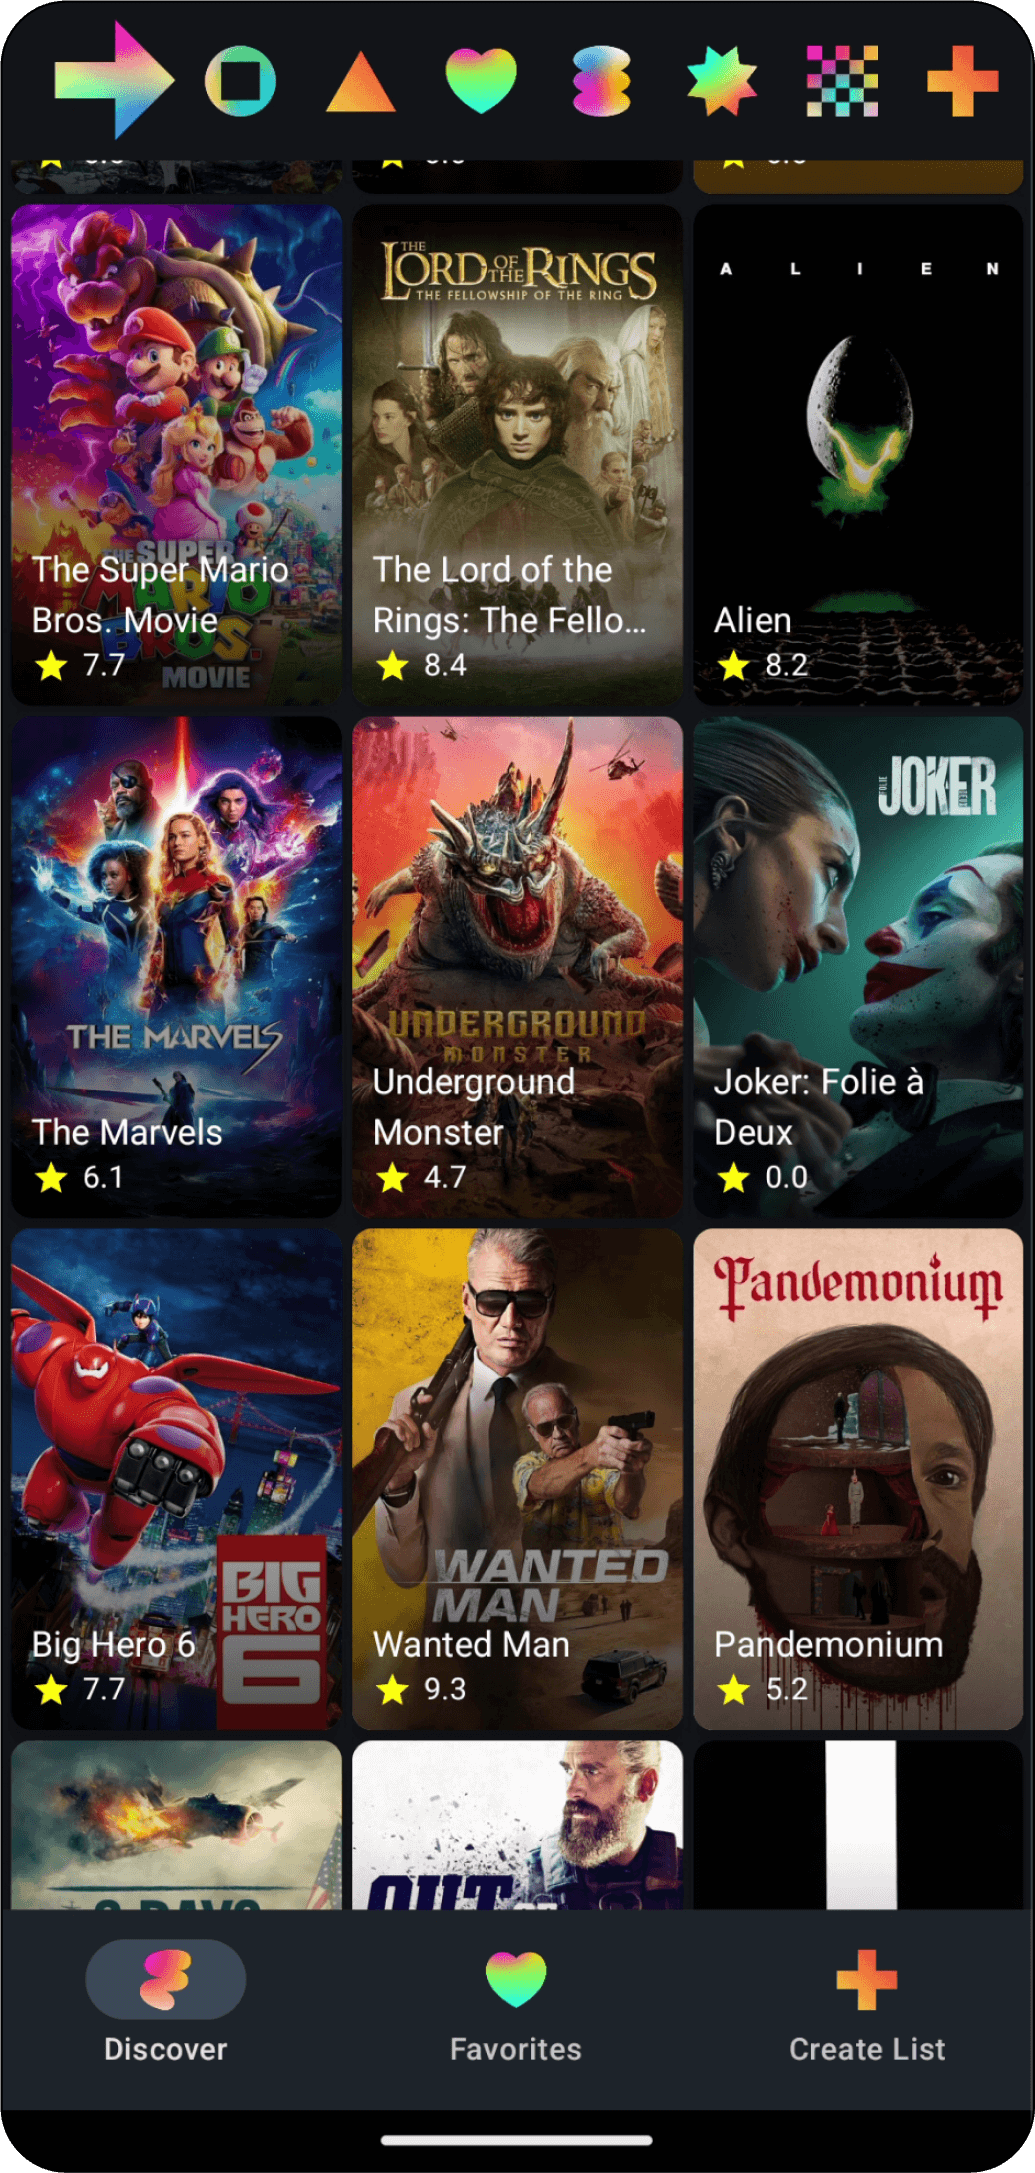 THE
LORD OF THE RINGS
THE FELLOWSHIP OF THE RING
A L I E N
THE SUPER
MARIO
BROS.
MOVIE
The Super Mario
Bros. Movie
7.7
The Lord of the
Rings: The Fello...
8.4
Alien
8.2
THE MARVELS
The Marvels
6.1
UNDERGROUND
MONSTER
Underground
Monster
4.7
JOKER
FOLIE
Joker: Folie à
Deux
0.0
BIG
HERO
6
Big Hero 6
7.7
WANTED
MAN
Wanted Man
9.3
Pandemonium
Pandemonium
5.2
OUT
Discover
Favorites
Create List